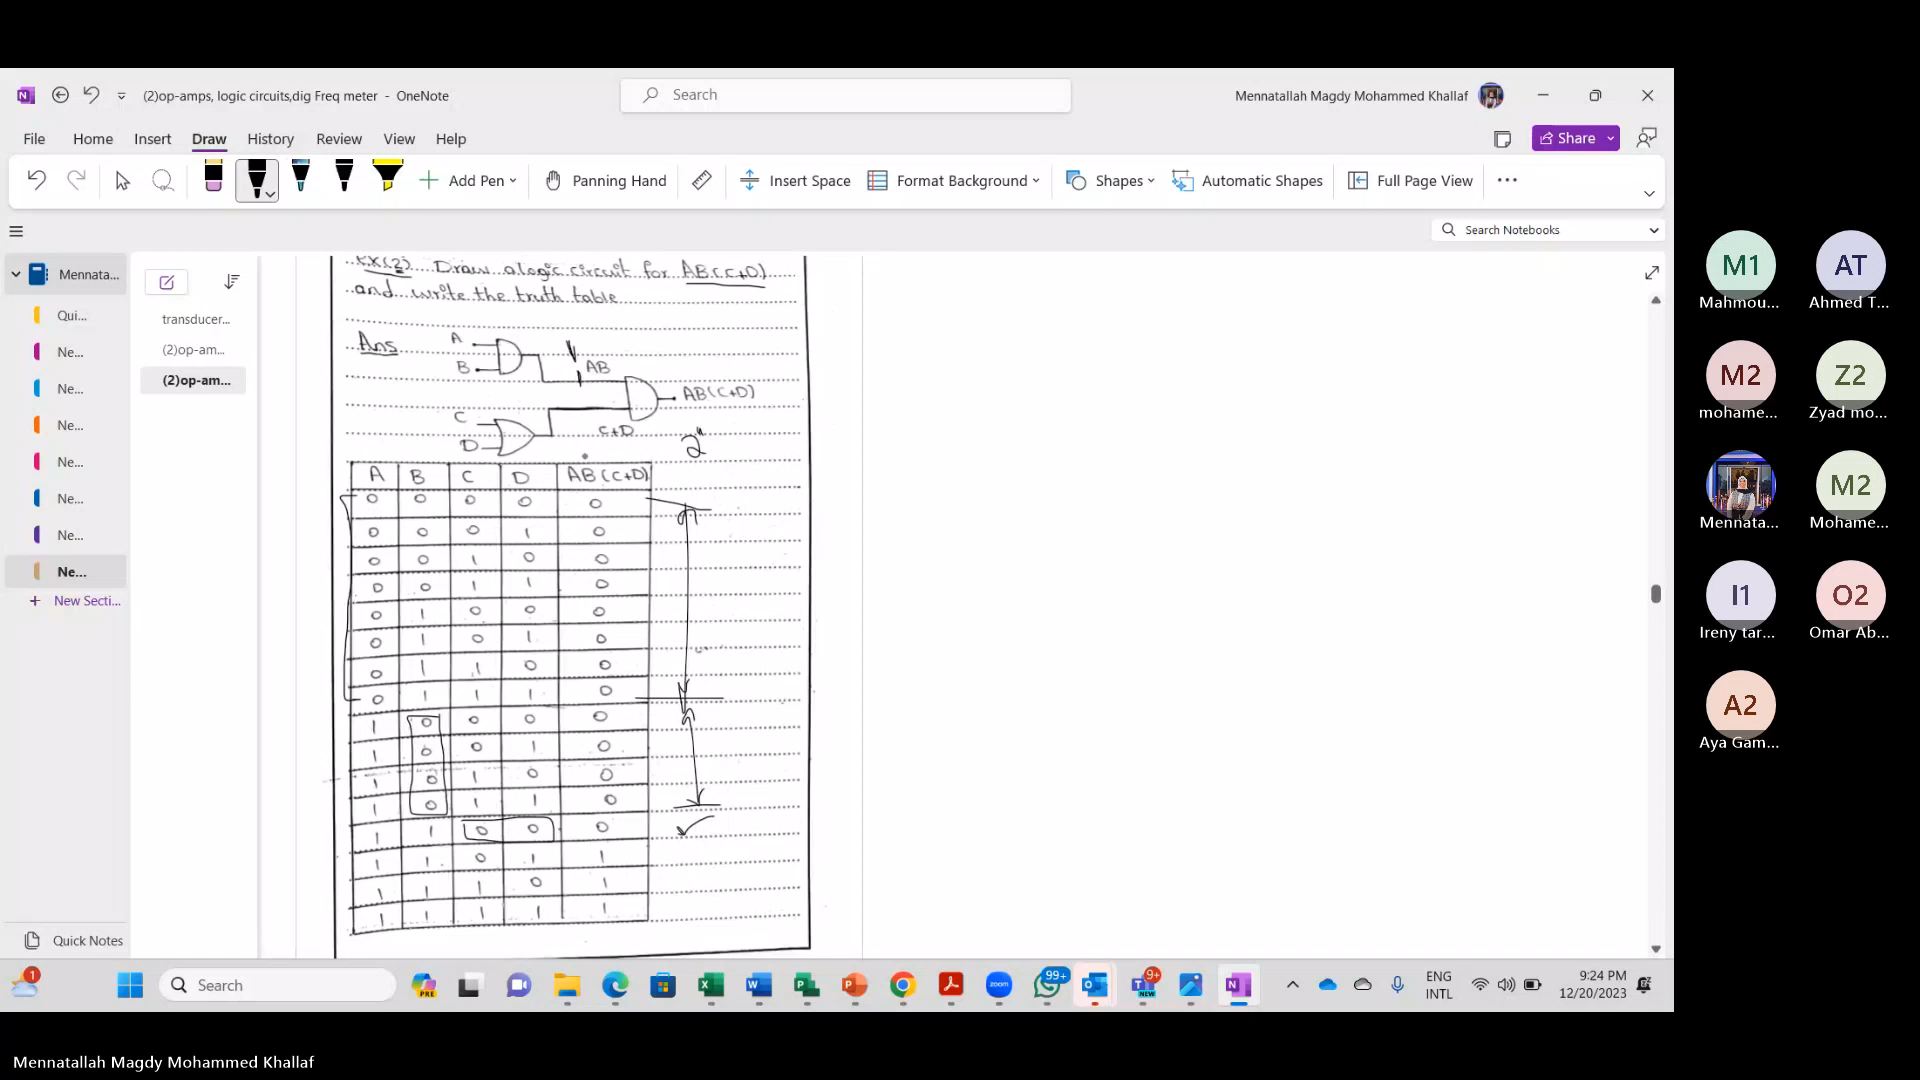 (2)op-amps, logic circuits,dig Freq meter - OneNote
Search
Mennatallah Magdy Mohammed Khallaf
File Home Insert Draw History Review View Help
Share
Add Pen Panning Hand Insert Space Format Background Shapes Automatic Shapes Full Page View
Search Notebooks
Mennata...
Qui...
Ne...
Ne...
Ne...
Ne...
Ne...
Ne...
Ne...
Ne...
+ New Secti...
Quick Notes
transducer...
(2)op-am...
(2)op-am...
Ex(2) Draw a logic circuit for AB(C+D)
and write the truth table
Ans
A
B
AB
AB(C+D)
C
D
C+D
2ⁿ
A B C D AB(C+D)
0 0 0 0 0
0 0 0 1 0
0 0 1 0 0
0 0 1 1 0
0 1 0 0 0
0 1 0 1 0
0 1 1 0 0
0 1 1 1 0
1 0 0 0 0
1 0 0 1 0
1 0 1 0 0
1 0 1 1 0
1 1 0 0 0
1 1 0 1 1
1 1 1 0 1
1 1 1 1 1
M1
Mahmou...
AT
Ahmed T...
M2
mohame...
Z2
Zyad mo...
Mennata...
M2
Mohame...
I1
Ireny tar...
O2
Omar Ab...
A2
Aya Gam...
1
Search
PRE
zoom
99+
9+
NEW
ENG
INTL
9:24 PM
12/20/2023
Mennatallah Magdy Mohammed Khallaf